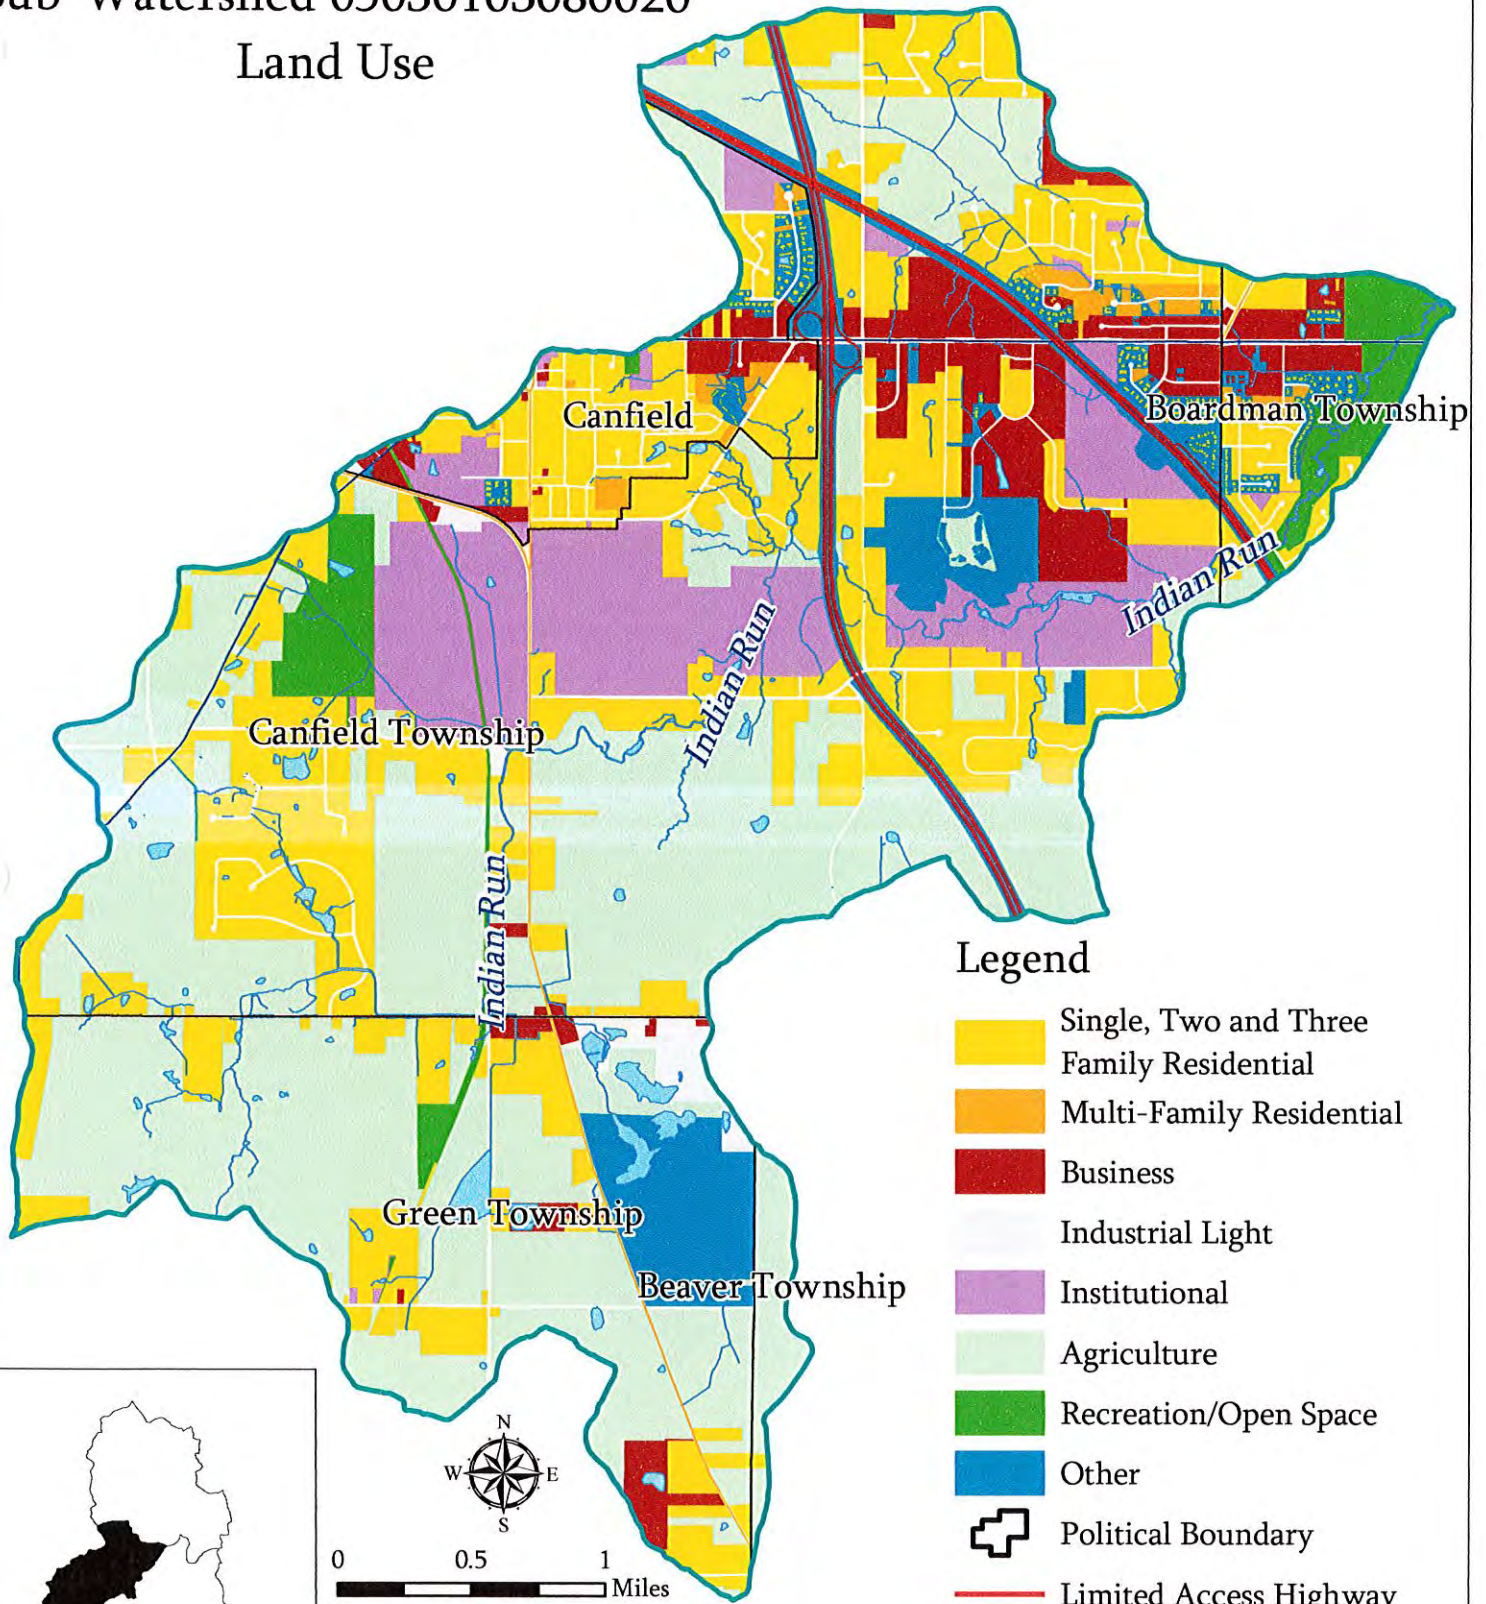 Land Use
Canfield
Boardman Township
Indian Run
Indian Run
Canfield Township
Indian Run
Green Township
Beaver Township
Legend
Single, Two and Three
Family Residential
Multi-Family Residential
Business
Industrial Light
Institutional
Agriculture
Recreation/Open Space
Other
Political Boundary
Limited Access Highway
N
W E
S
0 0.5 1
Miles